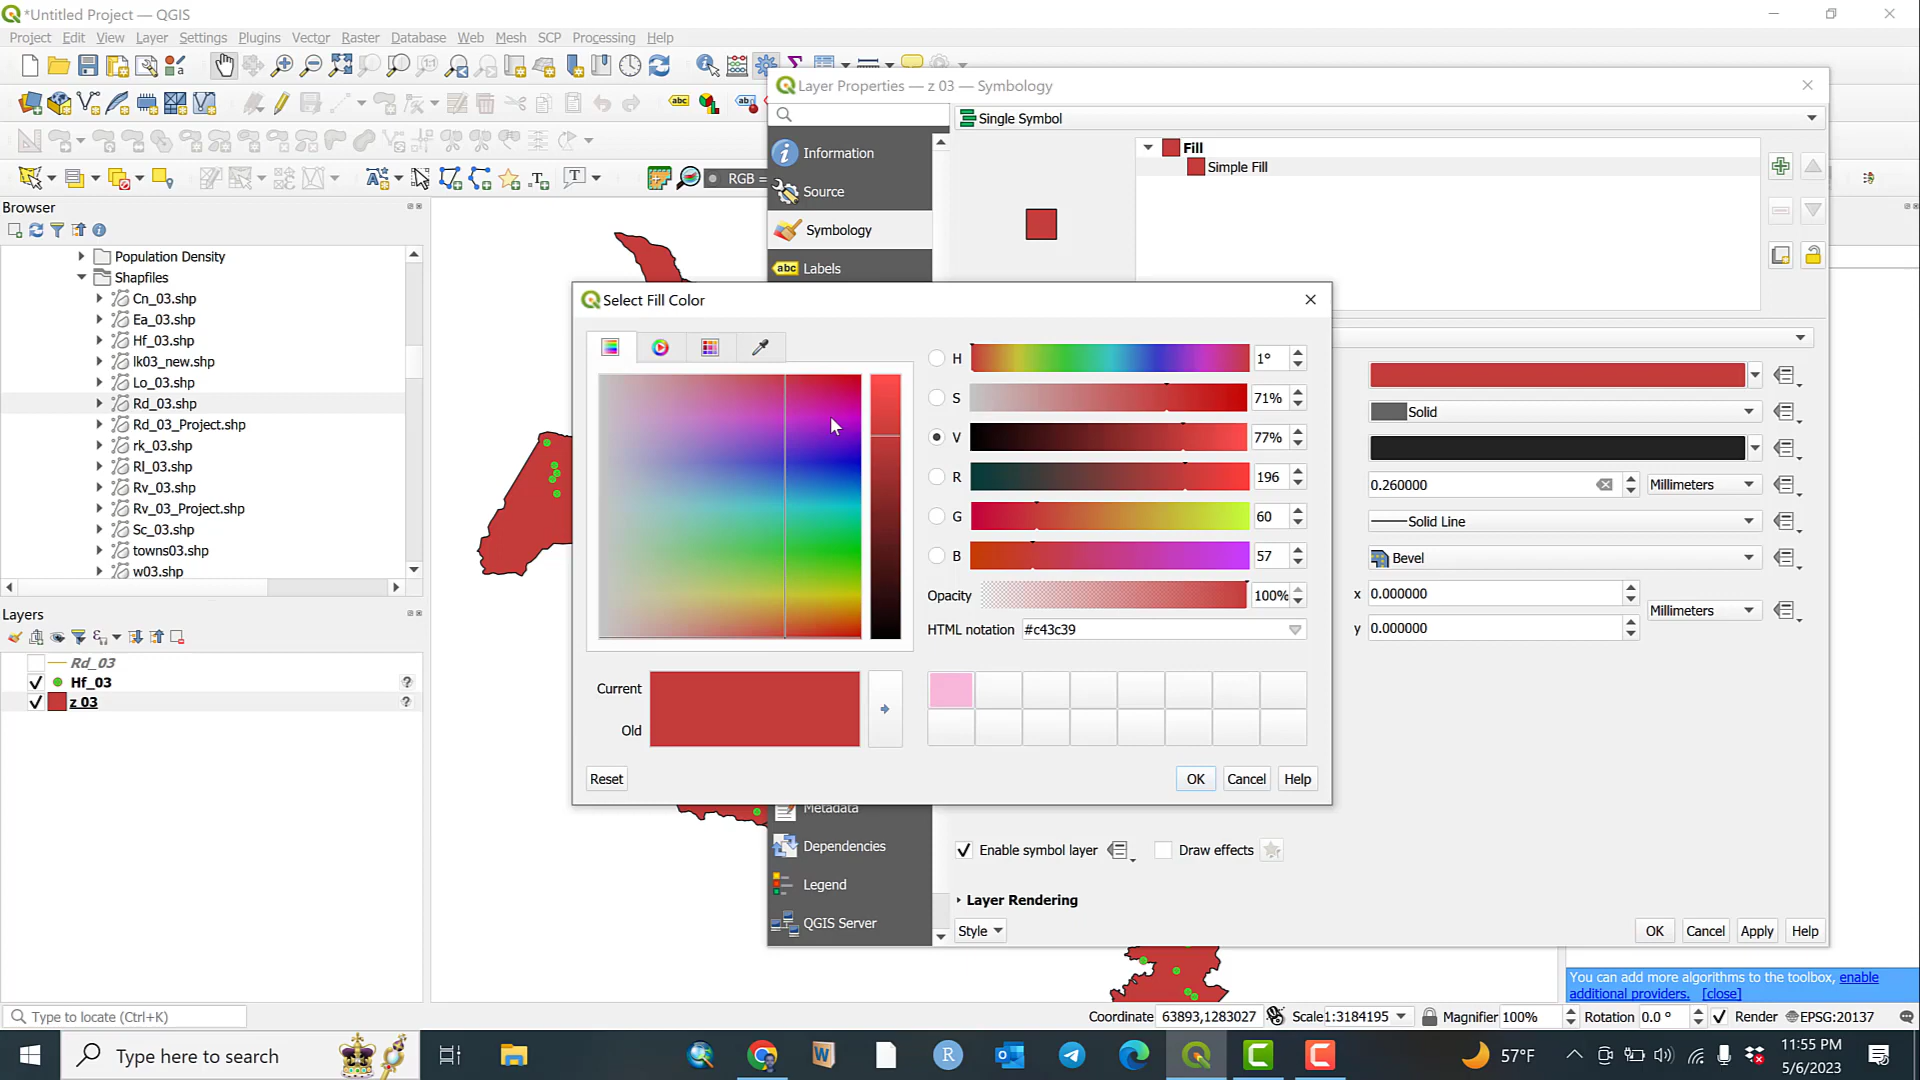 *Untitled Project — QGIS
Project Edit View Layer Settings Plugins Vector Raster Database Web Mesh SCP Processing Help
RGB =
Browser
Population Density
Shapfiles
Cn_03.shp
Ea_03.shp
Hf_03.shp
lk03_new.shp
Lo_03.shp
Rd_03.shp
Rd_03_Project.shp
rk_03.shp
Rl_03.shp
Rv_03.shp
Rv_03_Project.shp
Sc_03.shp
towns03.shp
w03.shp
Layers
Rd_03
Hf_03 ?
z 03 ?
Type to locate (Ctrl+K)
Layer Properties — z 03 — Symbology
Information
Source
Symbology
abc Labels
Metadata
Dependencies
Legend
QGIS Server
Single Symbol
Fill
Simple Fill
Solid
0.260000 Millimeters
Solid Line
Bevel
x 0.000000
Millimeters
y 0.000000
Enable symbol layer Draw effects
Layer Rendering
Style OK Cancel Apply Help
Select Fill Color
H 1°
S 71%
V 77%
R 196
G 60
B 57
Opacity 100%
HTML notation #c43c39
Current
Old
Reset OK Cancel Help
You can add more algorithms to the toolbox, enable
additional providers. [close]
Coordinate 63893,1283027 Scale 1:3184195 Magnifier 100% Rotation 0.0 ° Render EPSG:20137
Type here to search
57°F
11:55 PM
5/6/2023